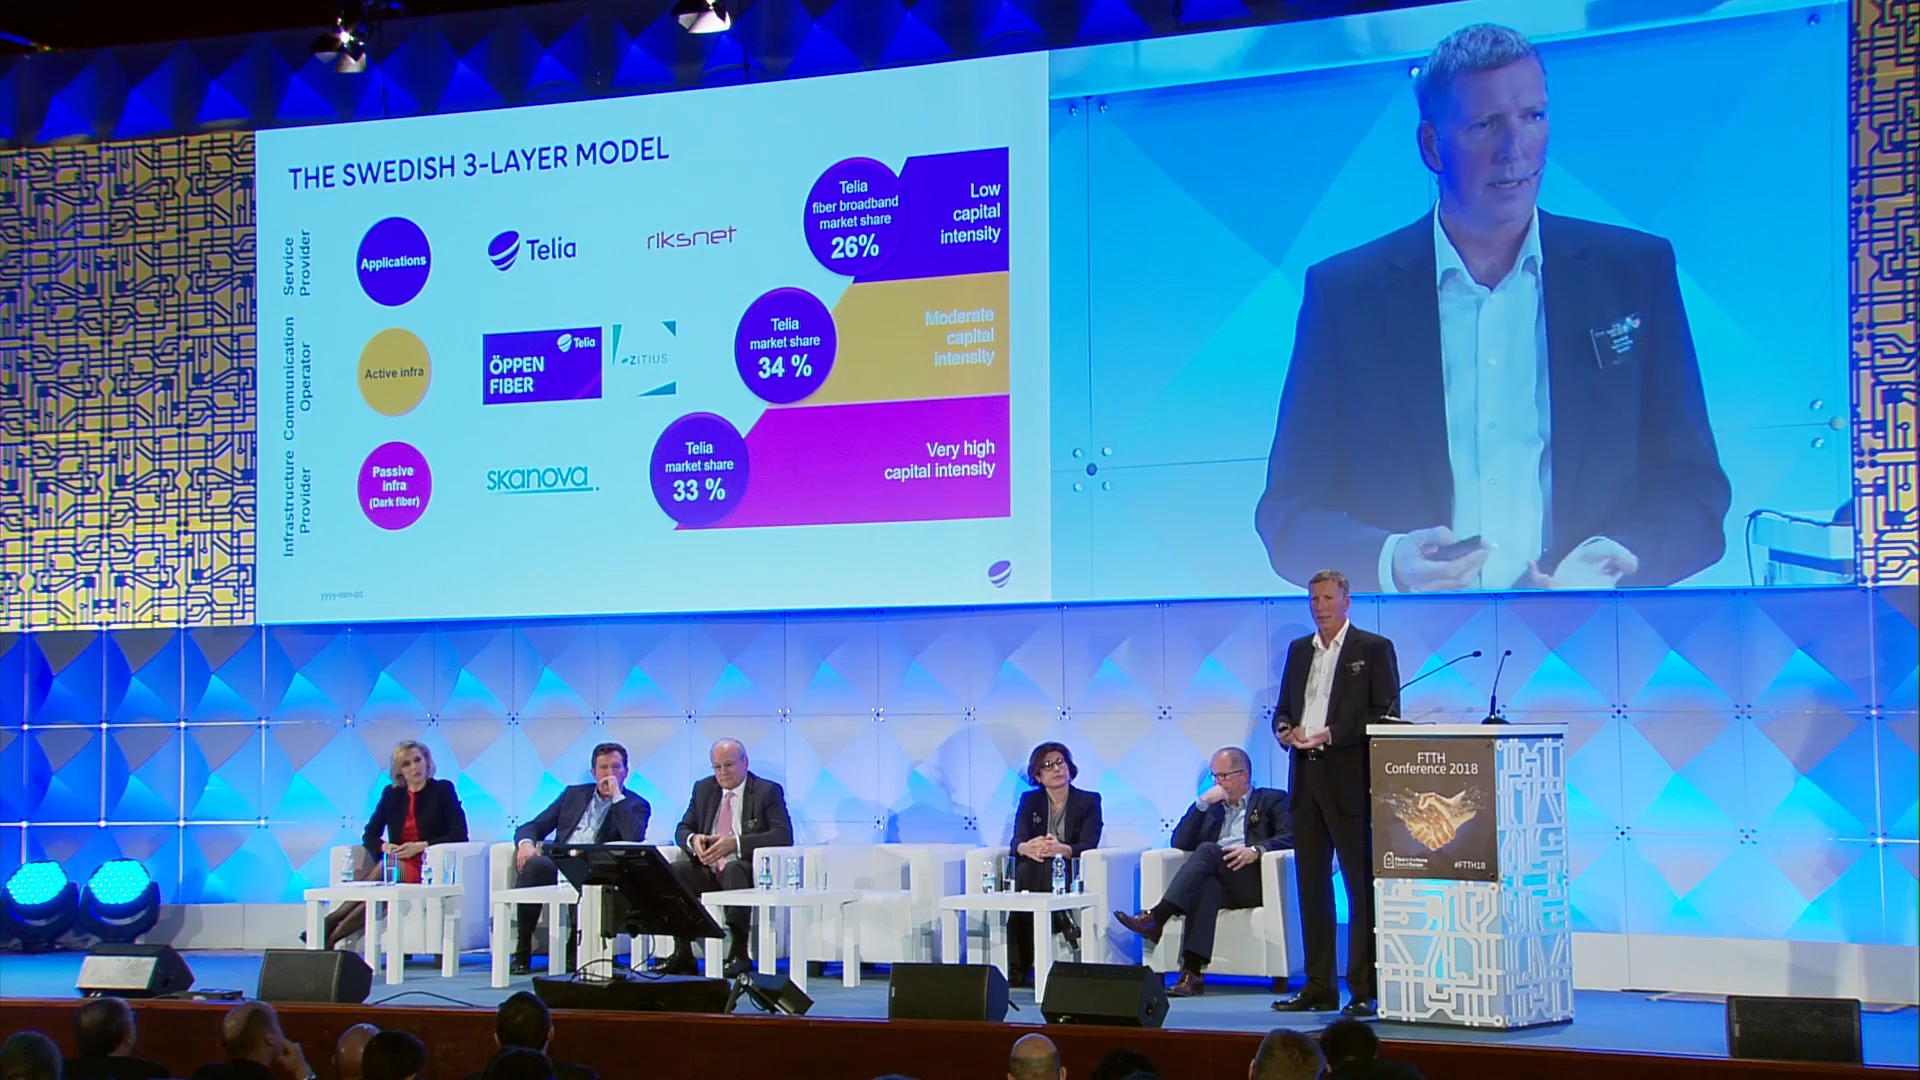 THE SWEDISH 3-LAYER MODEL
Service
Provider
Applications
Telia
riksnet
Telia
fiber broadband
market share
26%
Low
capital
intensity
Communication
Operator
Active infra
Telia
ÖPPEN
FIBER
ZITIUS
Telia
market share
34 %
Moderate
capital
intensity
Infrastructure
Provider
Passive
infra
(Dark fiber)
skanova
Telia
market share
33 %
Very high
capital intensity
yyyy-mm-dd
FTTH
Conference 2018
#FTTH18